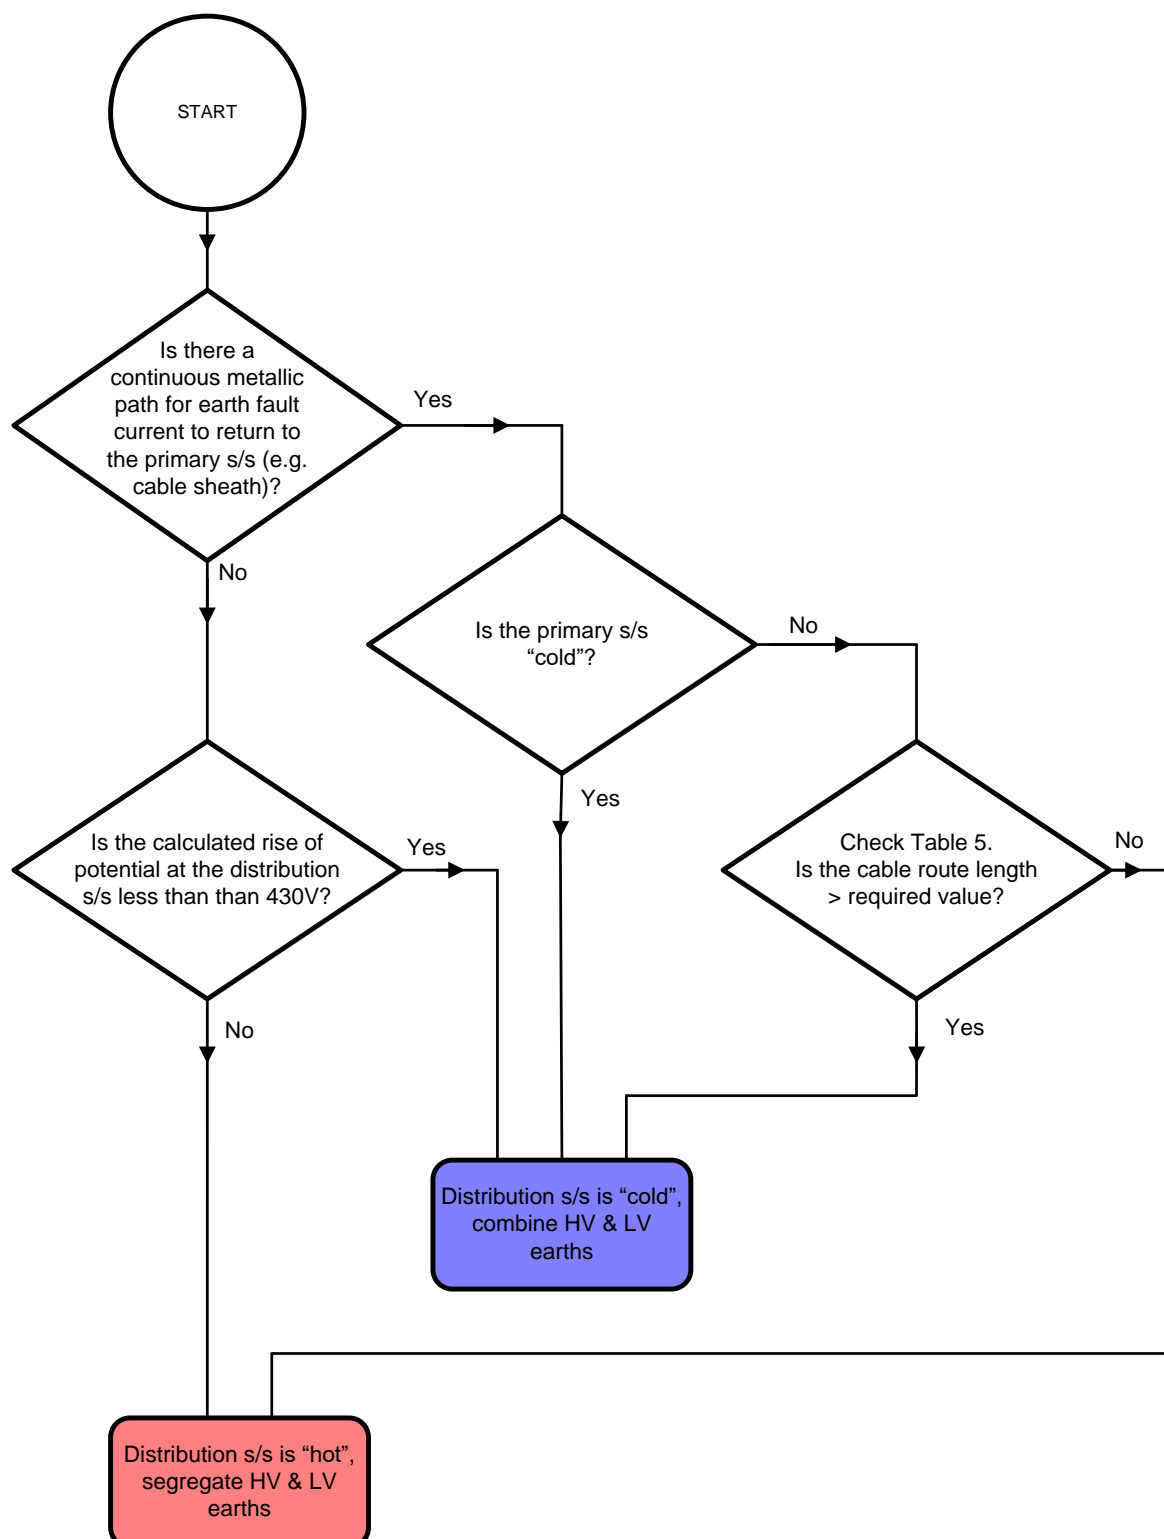 START
Is there a
continuous metallic
path for earth fault
current to return to
the primary s/s (e.g.
cable sheath)?
Yes
No
Is the primary s/s
“cold”?
No
Yes
Is the calculated rise of
potential at the distribution
s/s less than than 430V?
Yes
No
Check Table 5.
Is the cable route length
> required value?
No
Yes
Distribution s/s is “cold”,
combine HV & LV
earths
Distribution s/s is “hot”,
segregate HV & LV
earths